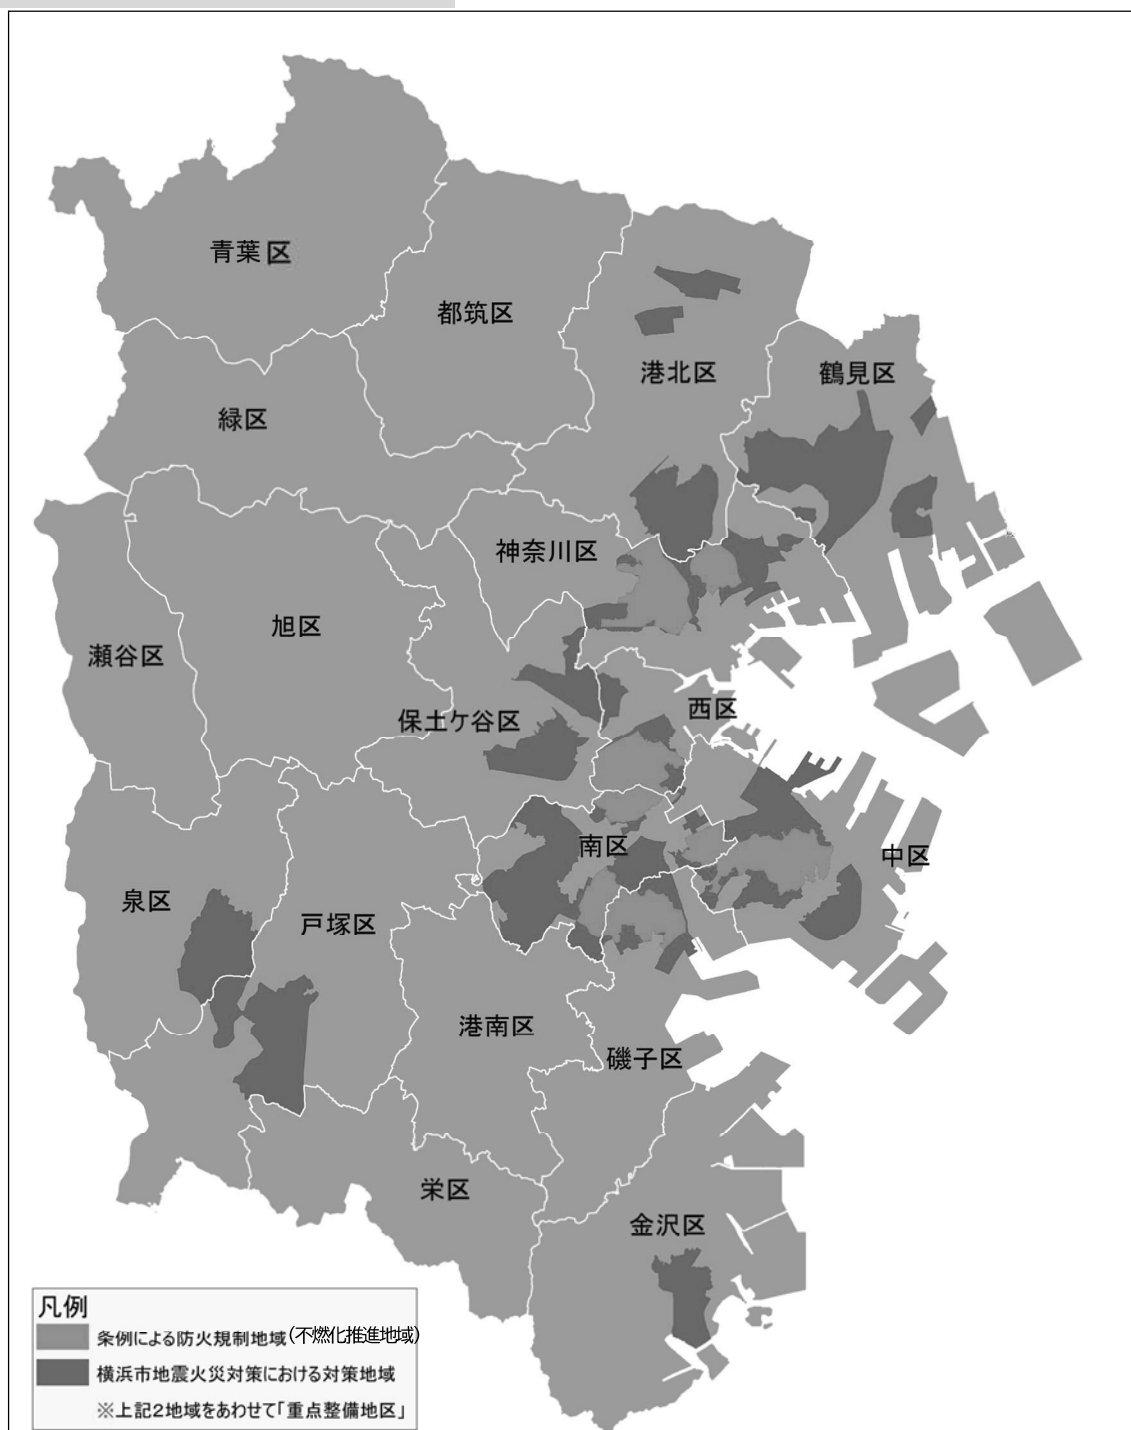 青葉区
都筑区
港北区
鶴見区
緑区
神奈川区
旭区
瀬谷区
西区
保土ケ谷区
南区
中区
泉区
戸塚区
港南区
磯子区
栄区
金沢区
凡例
条例による防火規制地域(不燃化推進地域)
横浜市地震火災対策における対策地域
※上記2地域をあわせて「重点整備地区」